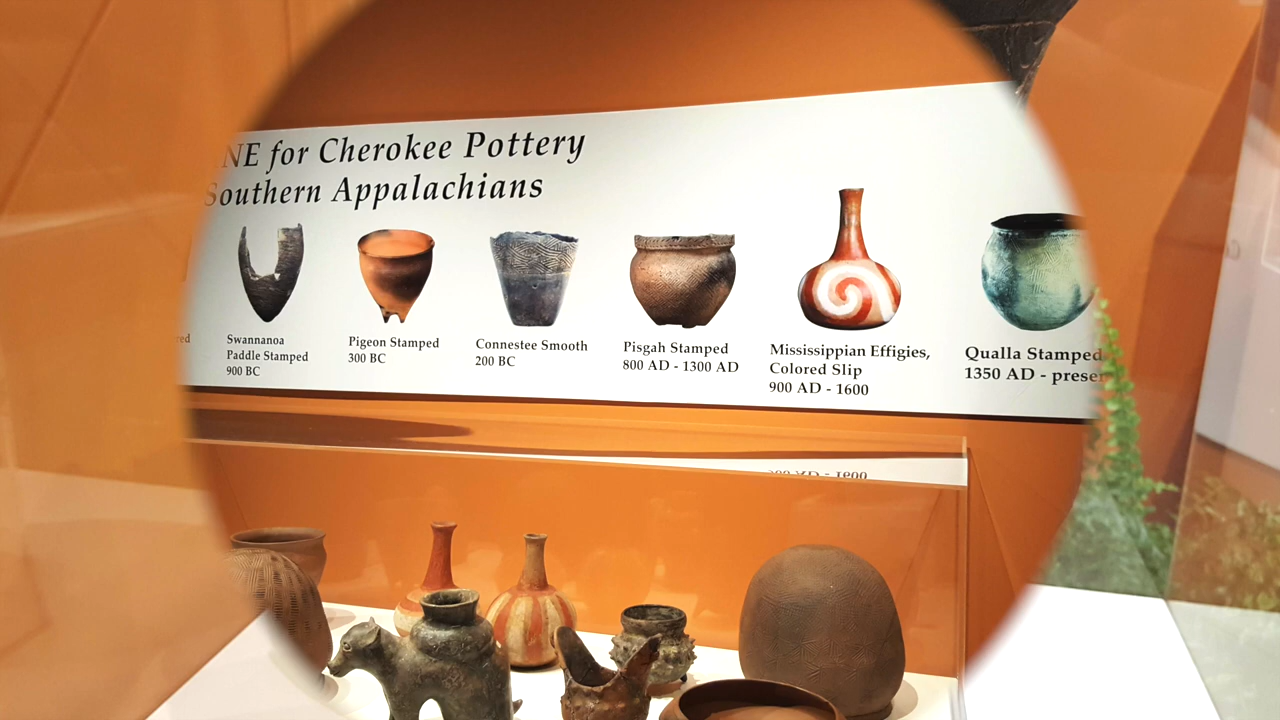 NE for Cherokee Pottery
Southern Appalachians
Swannanoa
Paddle Stamped
900 BC
Pigeon Stamped
300 BC
Connestee Smooth
200 BC
Pisgah Stamped
800 AD - 1300 AD
Mississippian Effigies,
Colored Slip
900 AD - 1600
Qualla Stamped
1350 AD - presen